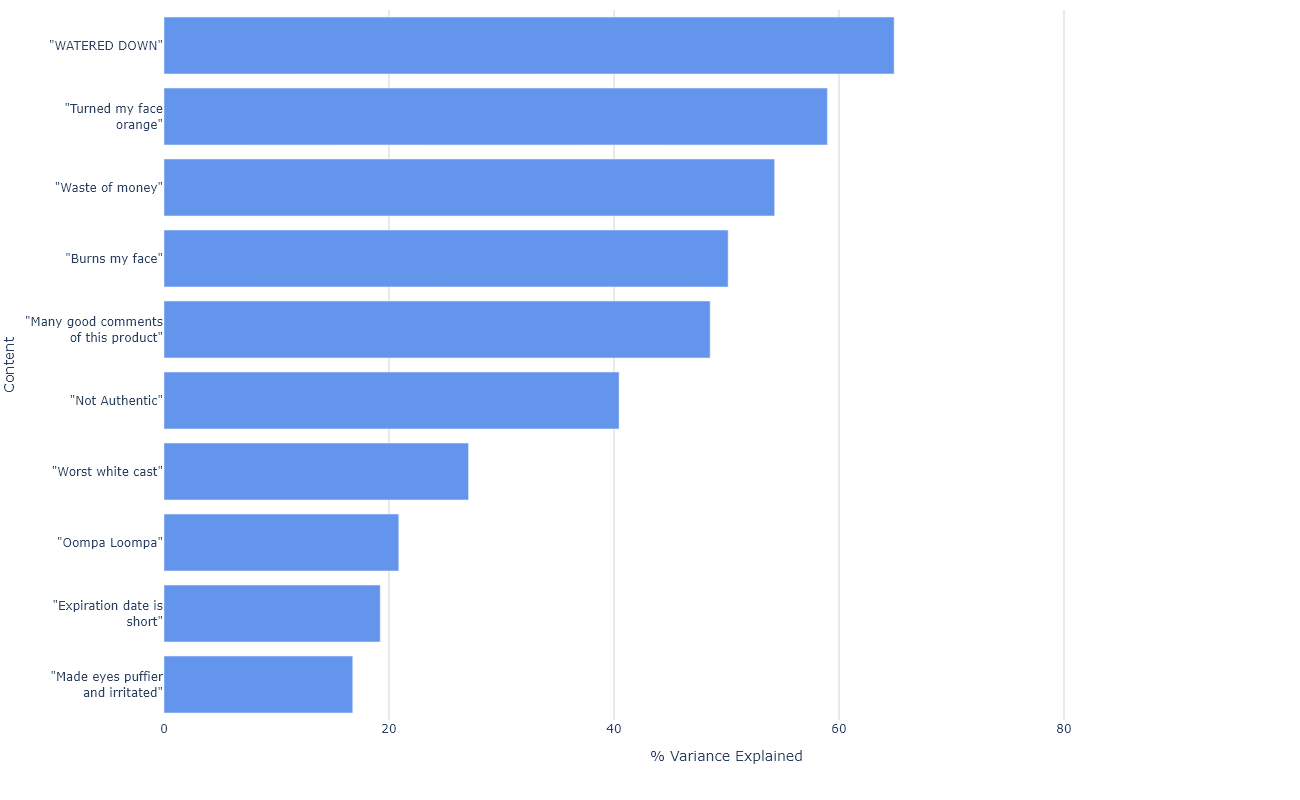 "WATERED DOWN"
"Turned my face
orange"
"Waste of money"
"Burns my face"
"Many good comments
of this product"
"Not Authentic"
"Worst white cast"
"Oompa Loompa"
"Expiration date is
short"
"Made eyes puffier
and irritated"
Content
0 20 40 60 80
% Variance Explained